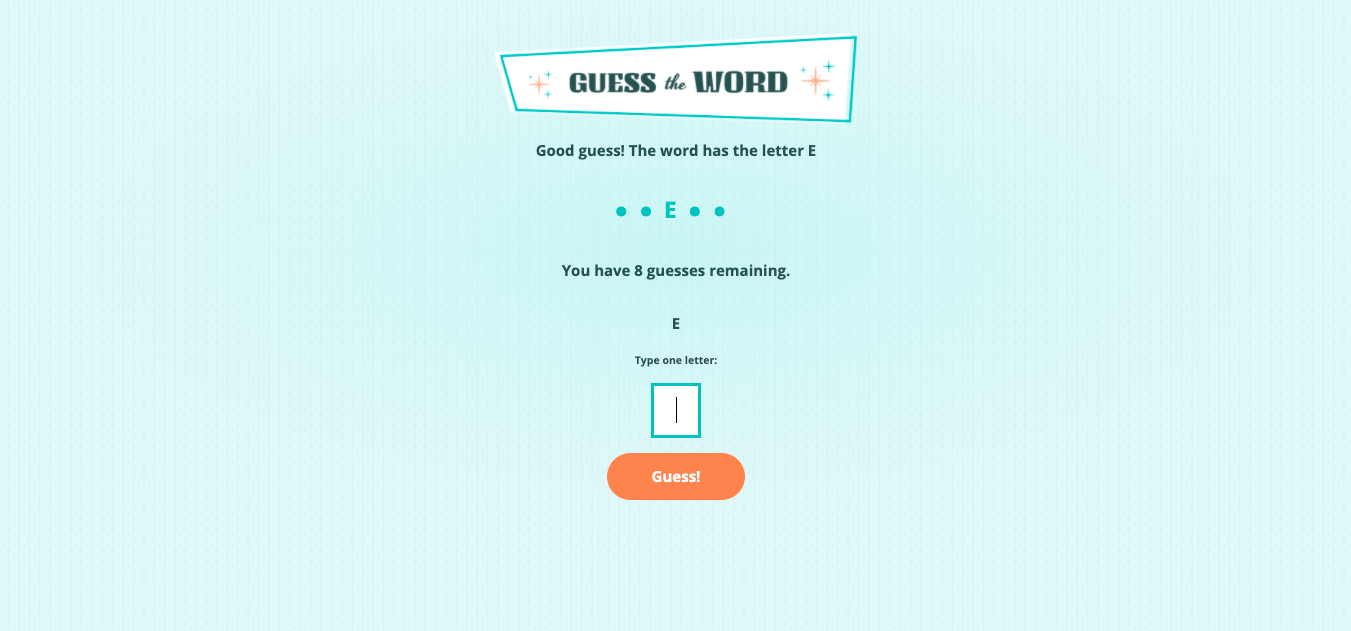 GUESS the WORD
Good guess! The word has the letter E
● ● E ● ●
You have 8 guesses remaining.
E
Type one letter:
Guess!